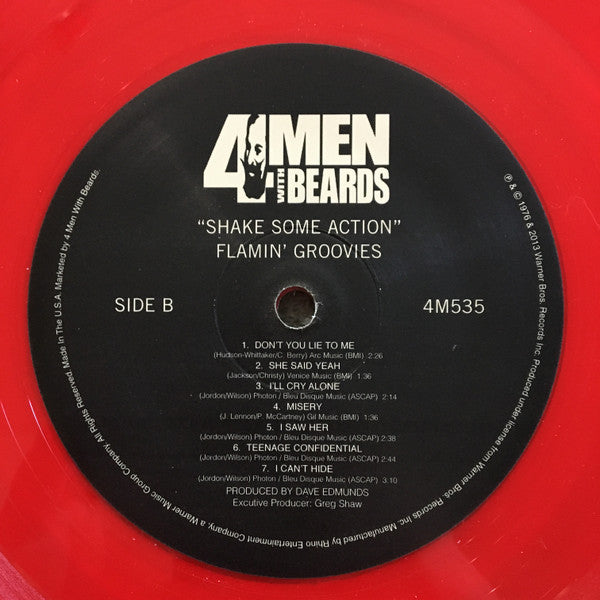 4 MEN
WITH BEARDS
“SHAKE SOME ACTION”
FLAMIN’ GROOVIES
SIDE B
4M535
1. DON'T YOU LIE TO ME
(Hudson-Whittaker/C. Berry) Arc Music (BMI) 2:26
2. SHE SAID YEAH
(Jackson/Christy) Venice Music (BMI) 1:36
3. I'LL CRY ALONE
(Jordon/Wilson) Photon / Bleu Disque Music (ASCAP) 2:14
4. MISERY
(J. Lennon/P. McCartney) Gil Music (BMI) 1:36
5. I SAW HER
(Jordon/Wilson) Photon / Bleu Disque Music (ASCAP) 2:38
6. TEENAGE CONFIDENTIAL
(Jordon/Wilson) Photon / Bleu Disque Music (ASCAP) 2:44
7. I CAN'T HIDE
(Jordon/Wilson) Photon / Bleu Disque Music (ASCAP) 3.10
PRODUCED BY DAVE EDMUNDS
Excutive Producer: Greg Shaw
℗ & © 1976 & 2013 Warner Bros. Records Inc. Produced under license from Warner Bros. Records Inc. Manufactured by Rhino Entertainment Company, a Warner Music Group Company. All Rights Reserved. Made In The U.S.A. Marketed by 4 Men With Beards.